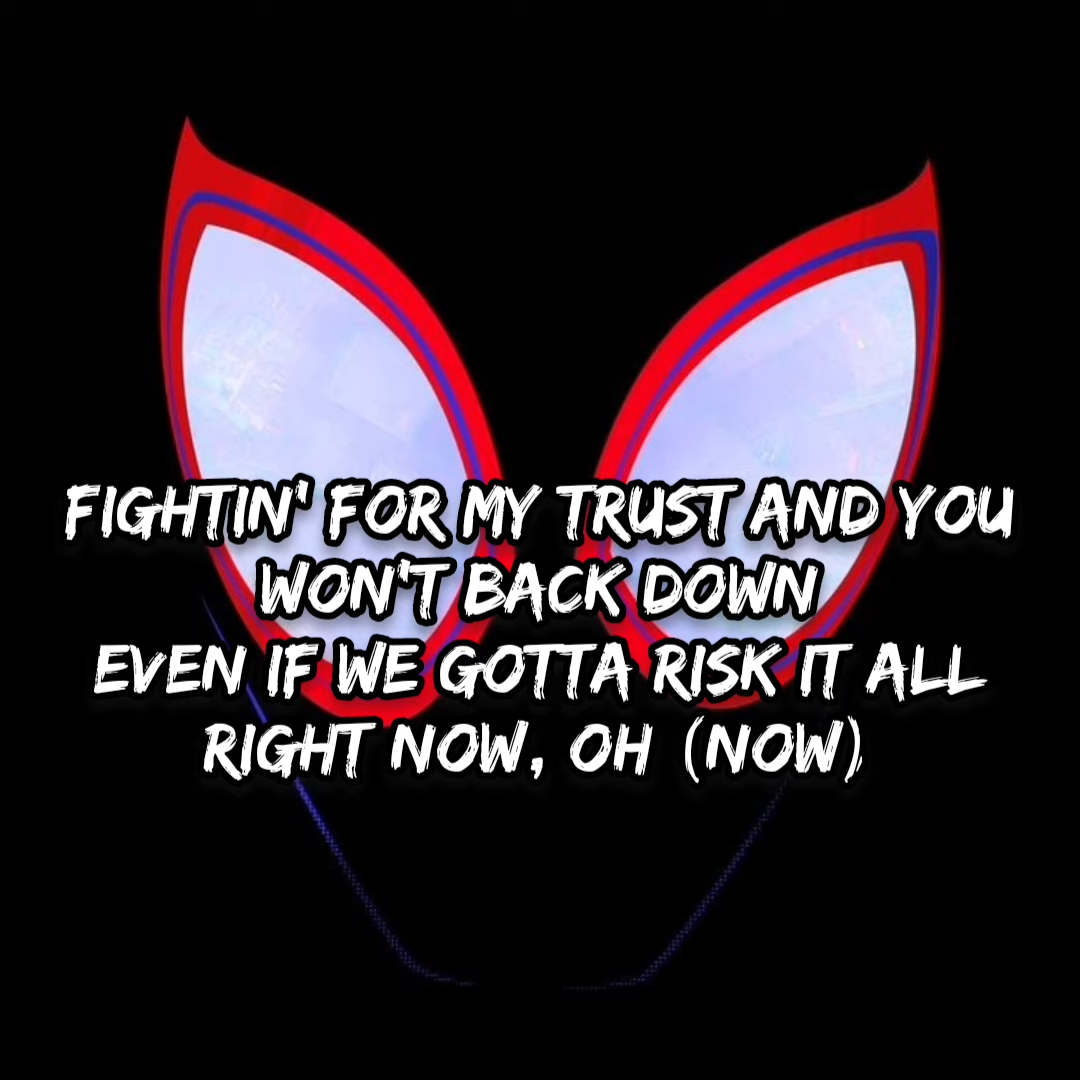 FIGHTIN' FOR MY TRUST AND YOU
WON'T BACK DOWN
EVEN IF WE GOTTA RISK IT ALL
RIGHT NOW, OH (NOW)